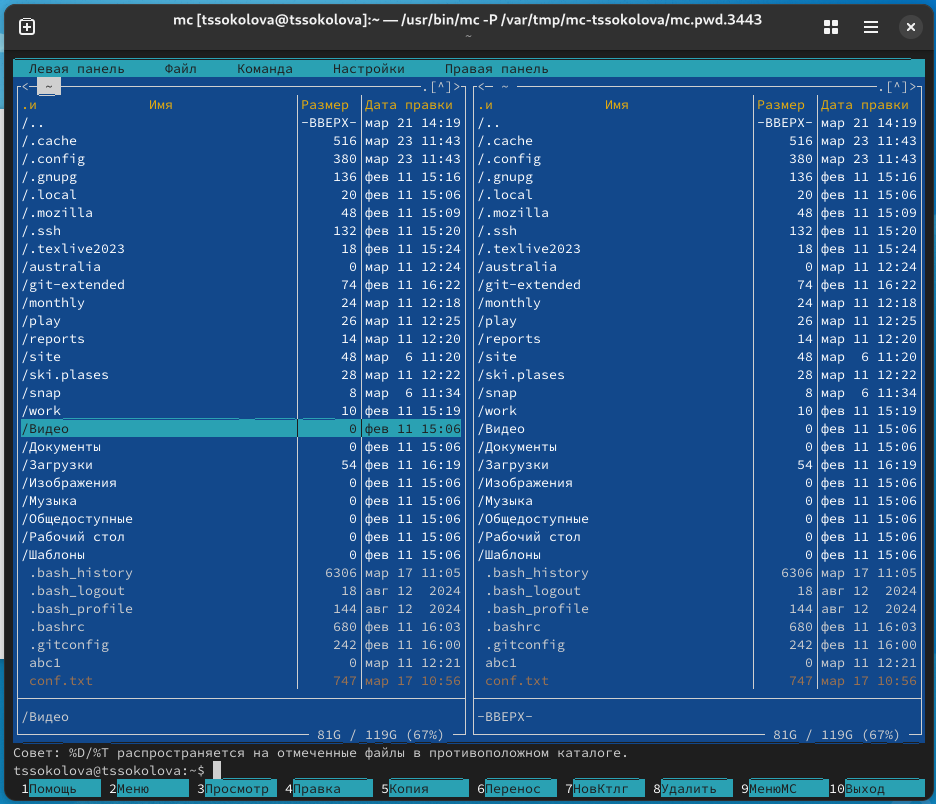 mc [tssokolova@tssokolova]:~ — /usr/bin/mc -P /var/tmp/mc-tssokolova/mc.pwd.3443
~
Левая панель Файл Команда Настройки Правая панель
<— ~ .[^]> <— ~ .[^]>
.и Имя Размер Дата правки .и Имя Размер Дата правки
/.. -ВВЕРХ- мар 21 14:19 /.. -ВВЕРХ- мар 21 14:19
/.cache 516 мар 23 11:43 /.cache 516 мар 23 11:43
/.config 380 мар 23 11:43 /.config 380 мар 23 11:43
/.gnupg 136 фев 11 15:16 /.gnupg 136 фев 11 15:16
/.local 20 фев 11 15:06 /.local 20 фев 11 15:06
/.mozilla 48 фев 11 15:09 /.mozilla 48 фев 11 15:09
/.ssh 132 фев 11 15:20 /.ssh 132 фев 11 15:20
/.texlive2023 18 фев 11 15:24 /.texlive2023 18 фев 11 15:24
/australia 0 мар 11 12:24 /australia 0 мар 11 12:24
/git-extended 74 фев 11 16:22 /git-extended 74 фев 11 16:22
/monthly 24 мар 11 12:18 /monthly 24 мар 11 12:18
/play 26 мар 11 12:25 /play 26 мар 11 12:25
/reports 14 мар 11 12:20 /reports 14 мар 11 12:20
/site 48 мар 6 11:20 /site 48 мар 6 11:20
/ski.plases 28 мар 11 12:22 /ski.plases 28 мар 11 12:22
/snap 8 мар 6 11:34 /snap 8 мар 6 11:34
/work 10 фев 11 15:19 /work 10 фев 11 15:19
/Видео 0 фев 11 15:06 /Видео 0 фев 11 15:06
/Документы 0 фев 11 15:06 /Документы 0 фев 11 15:06
/Загрузки 54 фев 11 16:19 /Загрузки 54 фев 11 16:19
/Изображения 0 фев 11 15:06 /Изображения 0 фев 11 15:06
/Музыка 0 фев 11 15:06 /Музыка 0 фев 11 15:06
/Общедоступные 0 фев 11 15:06 /Общедоступные 0 фев 11 15:06
/Рабочий стол 0 фев 11 15:06 /Рабочий стол 0 фев 11 15:06
/Шаблоны 0 фев 11 15:06 /Шаблоны 0 фев 11 15:06
.bash_history 6306 мар 17 11:05 .bash_history 6306 мар 17 11:05
.bash_logout 18 авг 12 2024 .bash_logout 18 авг 12 2024
.bash_profile 144 авг 12 2024 .bash_profile 144 авг 12 2024
.bashrc 680 фев 11 16:03 .bashrc 680 фев 11 16:03
.gitconfig 242 фев 11 16:00 .gitconfig 242 фев 11 16:00
abc1 0 мар 11 12:21 abc1 0 мар 11 12:21
conf.txt 747 мар 17 10:56 conf.txt 747 мар 17 10:56
/Видео -ВВЕРХ-
81G / 119G (67%) 81G / 119G (67%)
Совет: %D/%T распространяется на отмеченные файлы в противоположном каталоге.
tssokolova@tssokolova:~$
1Помощь 2Меню 3Просмотр 4Правка 5Копия 6Перенос 7НовКтлг 8Удалить 9МенюМС 10Выход